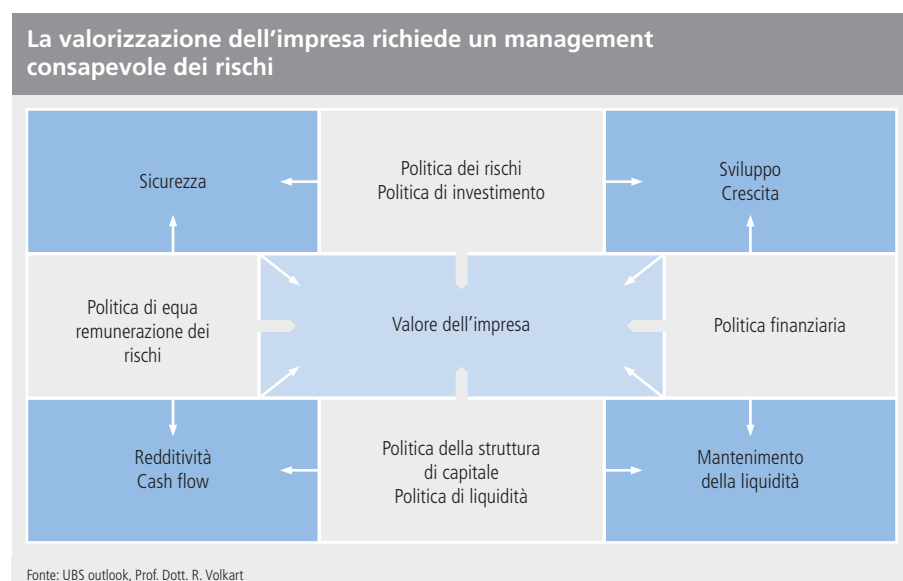 La valorizzazione dell’impresa richiede un management
consapevole dei rischi
Sicurezza
Politica dei rischi
Politica di investimento
Sviluppo
Crescita
Politica di equa
remunerazione dei
rischi
Valore dell’impresa
Politica finanziaria
Redditività
Cash flow
Politica della struttura
di capitale
Politica di liquidità
Mantenimento
della liquidità
Fonte: UBS outlook, Prof. Dott. R. Volkart